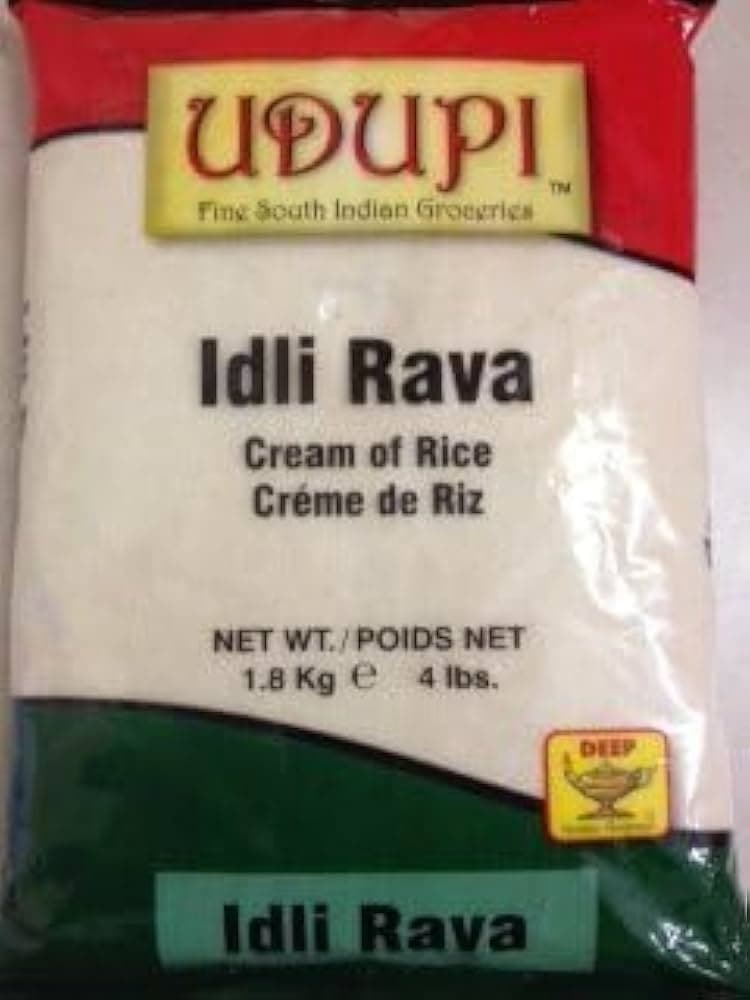 UDUPI
TM
Fine South Indian Groceries
Idli Rava
Cream of Rice
Créme de Riz
NET WT./POIDS NET
1.8 Kg e 4 lbs.
DEEP
Idli Rava